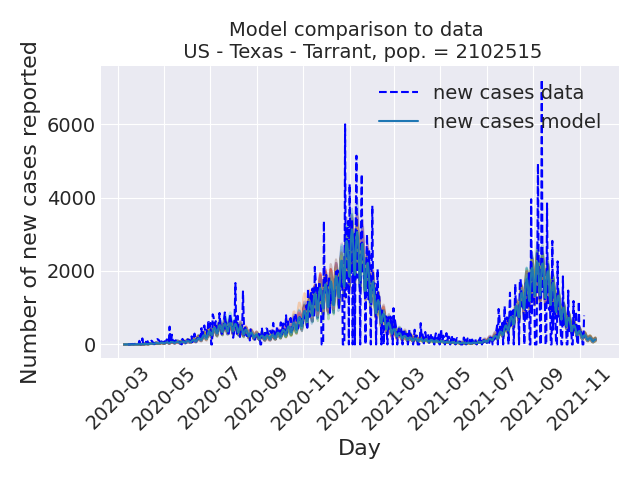 Model comparison to data
US - Texas - Tarrant, pop. = 2102515
new cases data
new cases model
Number of new cases reported
6000
4000
2000
0
2020-03
2020-05
2020-07
2020-09
2020-11
2021-01
2021-03
2021-05
2021-07
2021-09
2021-11
Day